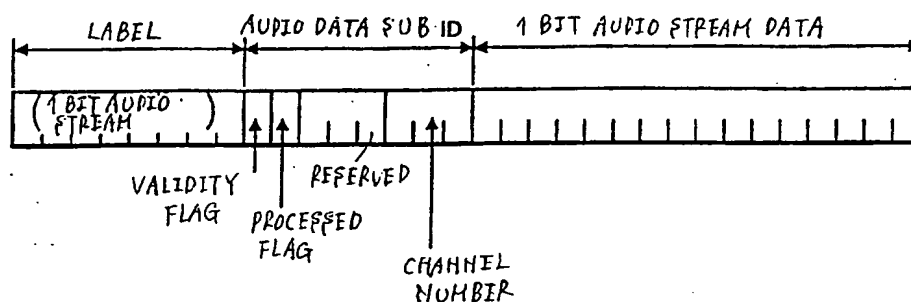 LABEL
AUDIO DATA SUB ID
1 BIT AUDIO STREAM DATA
(1 BIT AUDIO
STREAM)
VALIDITY
FLAG
PROCESSED
FLAG
RESERVED
CHANNEL
NUMBER